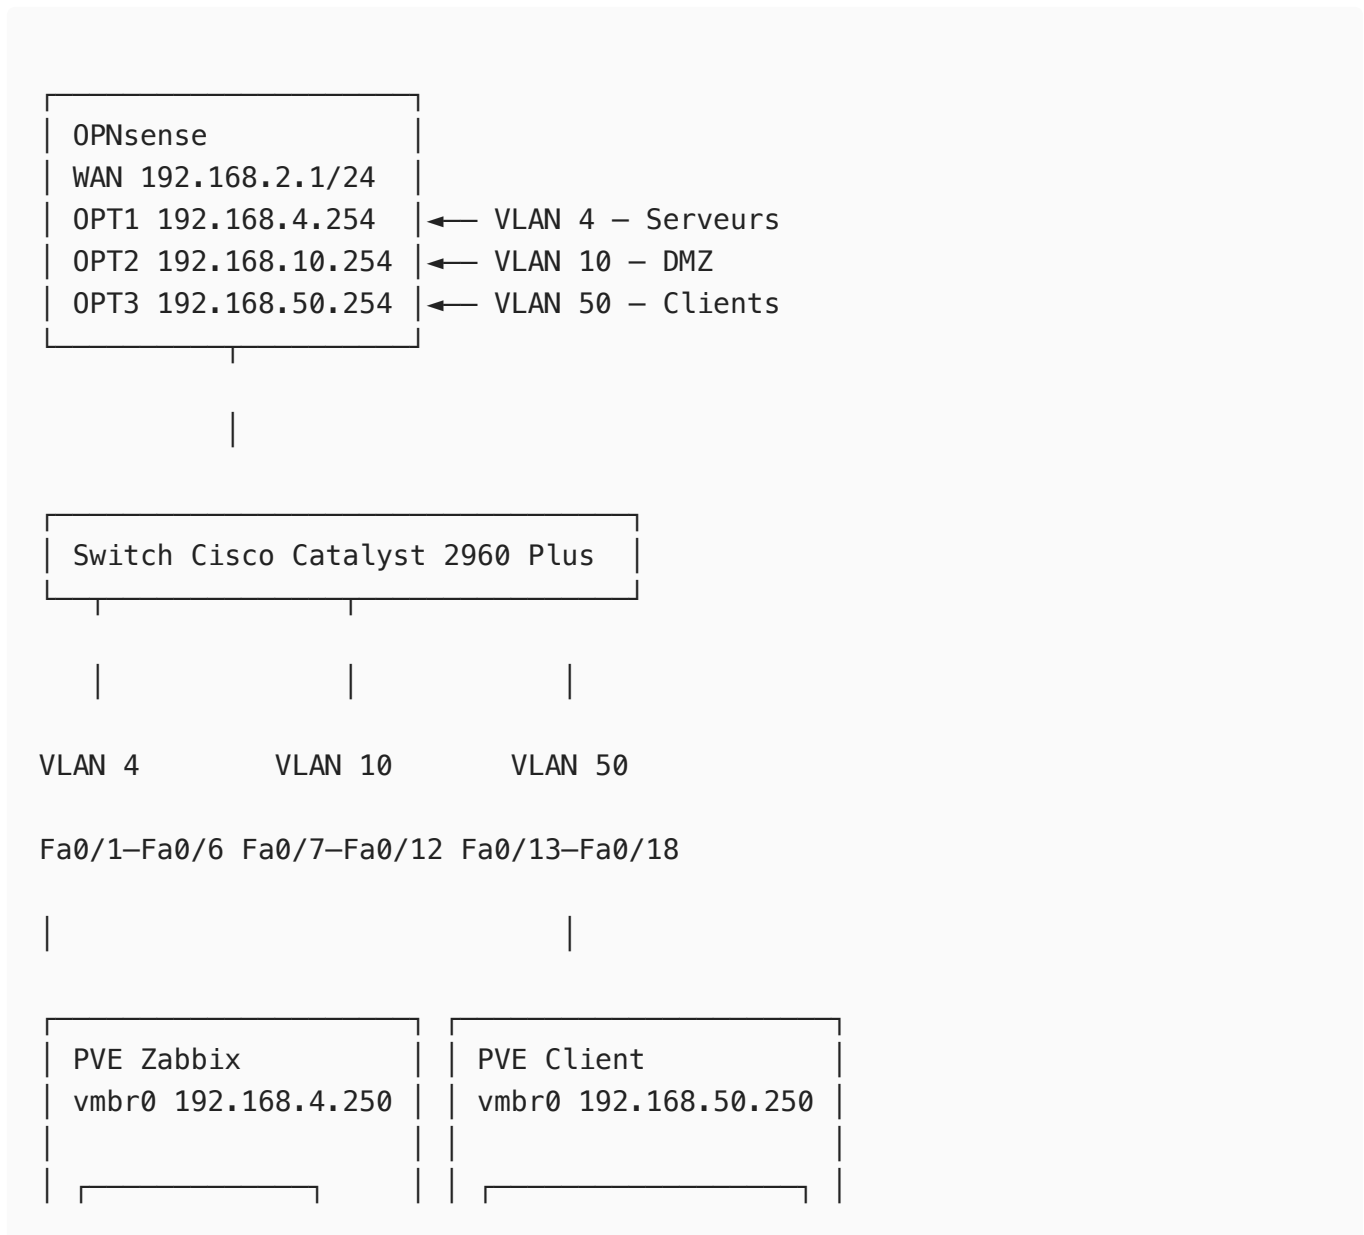 OPNsense
WAN 192.168.2.1/24
OPT1 192.168.4.254 ◄── VLAN 4 — Serveurs
OPT2 192.168.10.254 ◄── VLAN 10 — DMZ
OPT3 192.168.50.254 ◄── VLAN 50 — Clients
Switch Cisco Catalyst 2960 Plus
VLAN 4 VLAN 10 VLAN 50
Fa0/1–Fa0/6 Fa0/7–Fa0/12 Fa0/13–Fa0/18
PVE Zabbix PVE Client
vmbr0 192.168.4.250 vmbr0 192.168.50.250